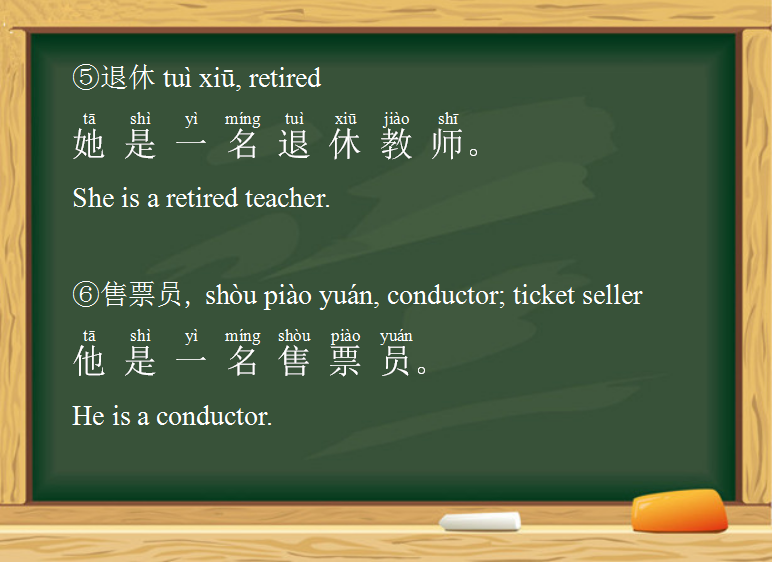 ⑤退休 tuì xiū, retired
tā shì yì míng tuì xiū jiào shī
她 是 一 名 退 休 教 师。
She is a retired teacher.
⑥售票员, shòu piào yuán, conductor; ticket seller
tā shì yì míng shòu piào yuán
他 是 一 名 售 票 员。
He is a conductor.